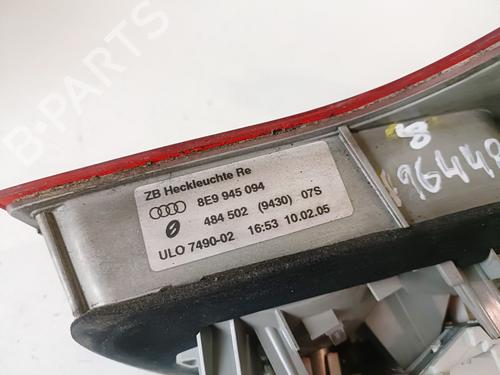 B-PARTS
ZB Heckleuchte Re
8E9 945 094
484 502 (9430) 07S
ULO 7490-02 16:53 10.02.05
8